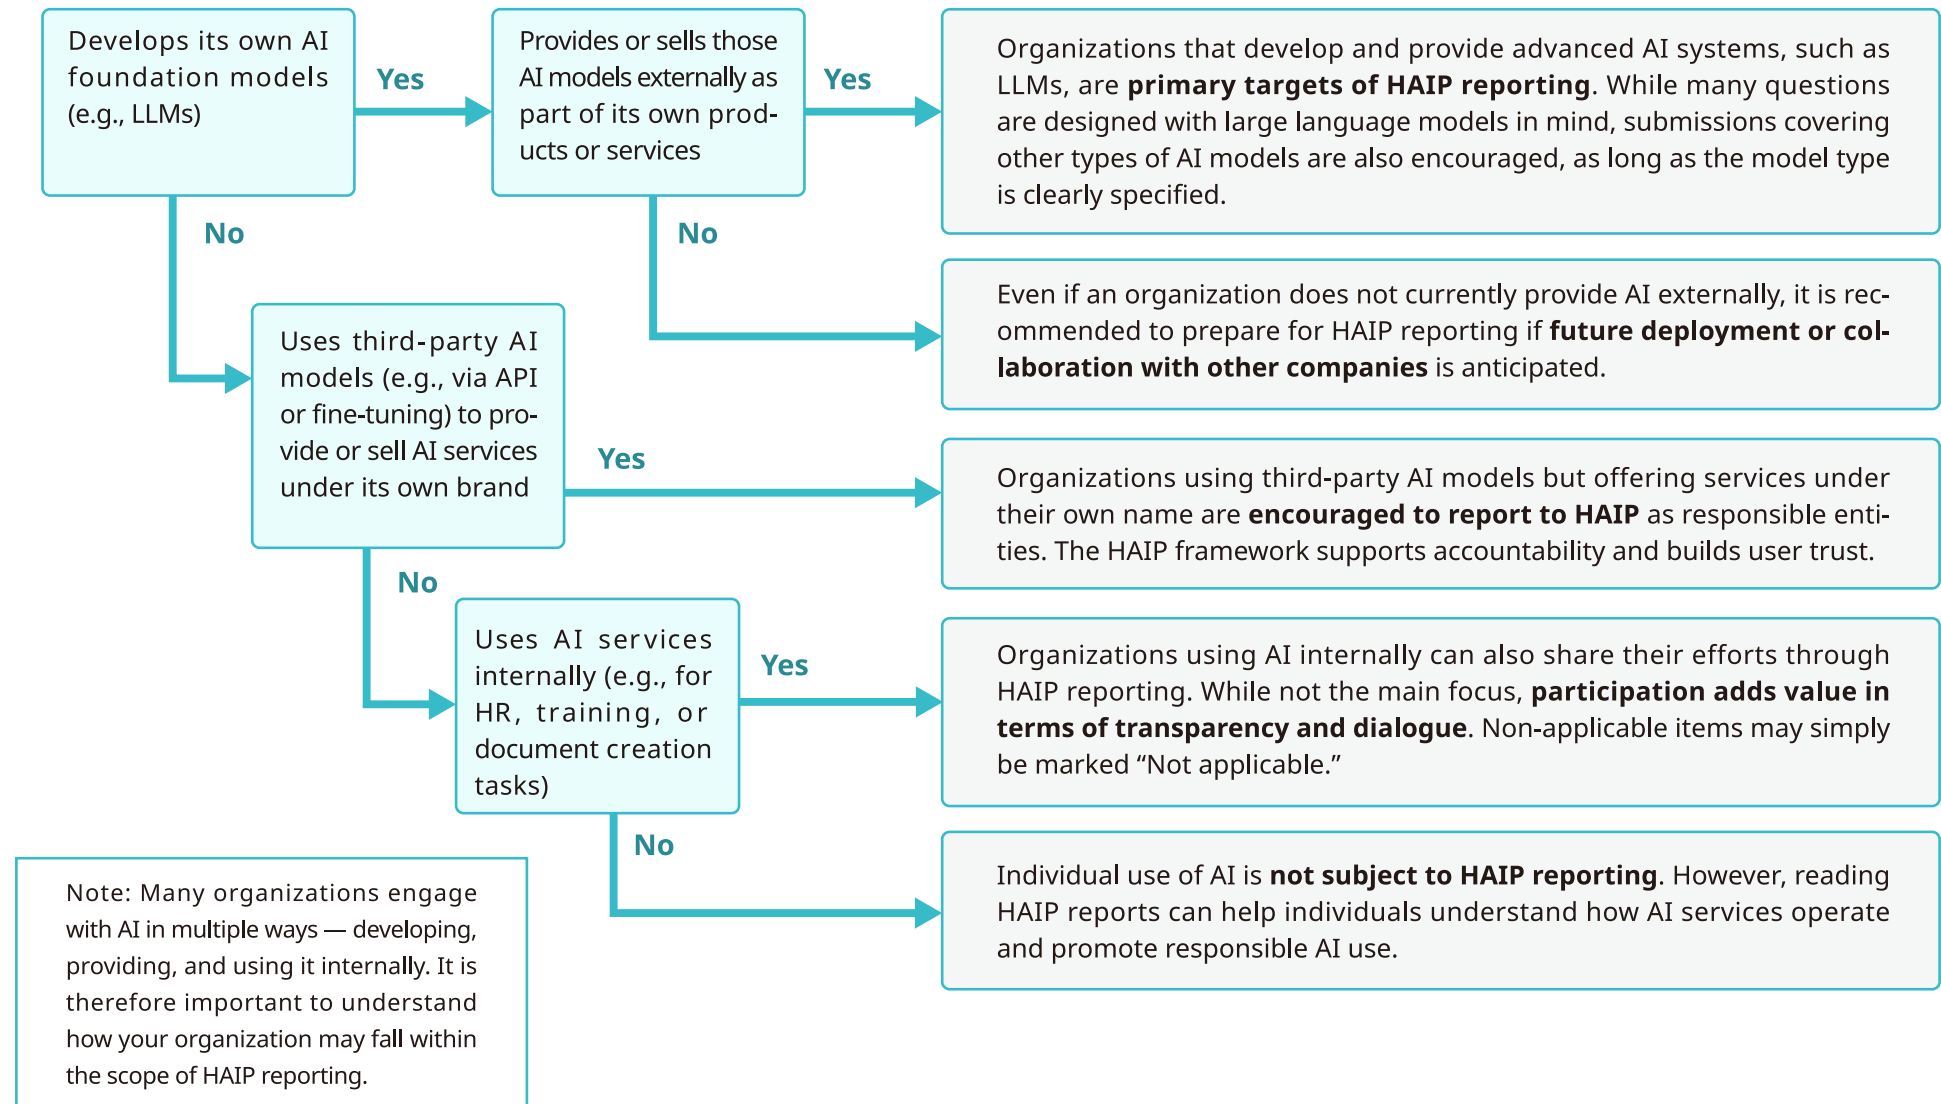 Develops its own AI
foundation models
(e.g., LLMs)
Yes
Provides or sells those
AI models externally as
part of its own prod-
ucts or services
Yes
Organizations that develop and provide advanced AI systems, such as
LLMs, are primary targets of HAIP reporting. While many questions
are designed with large language models in mind, submissions covering
other types of AI models are also encouraged, as long as the model type
is clearly specified.
No
No
Even if an organization does not currently provide AI externally, it is rec-
ommended to prepare for HAIP reporting if future deployment or col-
laboration with other companies is anticipated.
Uses third-party AI
models (e.g., via API
or fine-tuning) to pro-
vide or sell AI services
under its own brand
Yes
Organizations using third-party AI models but offering services under
their own name are encouraged to report to HAIP as responsible enti-
ties. The HAIP framework supports accountability and builds user trust.
No
Uses AI services
internally (e.g., for
HR, training, or
document creation
tasks)
Yes
Organizations using AI internally can also share their efforts through
HAIP reporting. While not the main focus, participation adds value in
terms of transparency and dialogue. Non-applicable items may simply
be marked “Not applicable.”
No
Individual use of AI is not subject to HAIP reporting. However, reading
HAIP reports can help individuals understand how AI services operate
and promote responsible AI use.
Note: Many organizations engage
with AI in multiple ways — developing,
providing, and using it internally. It is
therefore important to understand
how your organization may fall within
the scope of HAIP reporting.